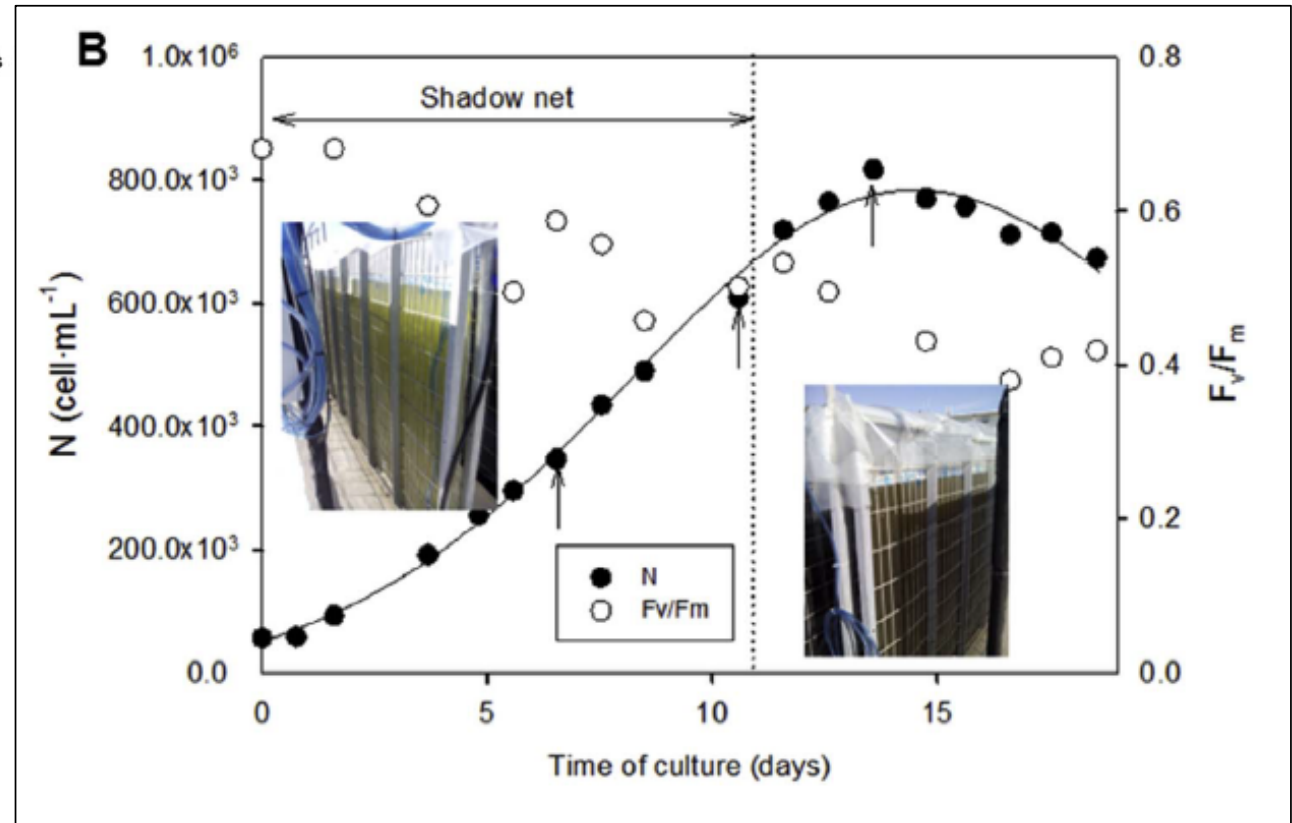 s
B
1.0x10⁶
800.0x10³
600.0x10³
400.0x10³
200.0x10³
0.0
N (cell·mL⁻¹)
Shadow net
0.8
0.6
0.4
0.2
0.0
Fᵥ/Fₘ
N
Fv/Fm
0 5 10 15
Time of culture (days)